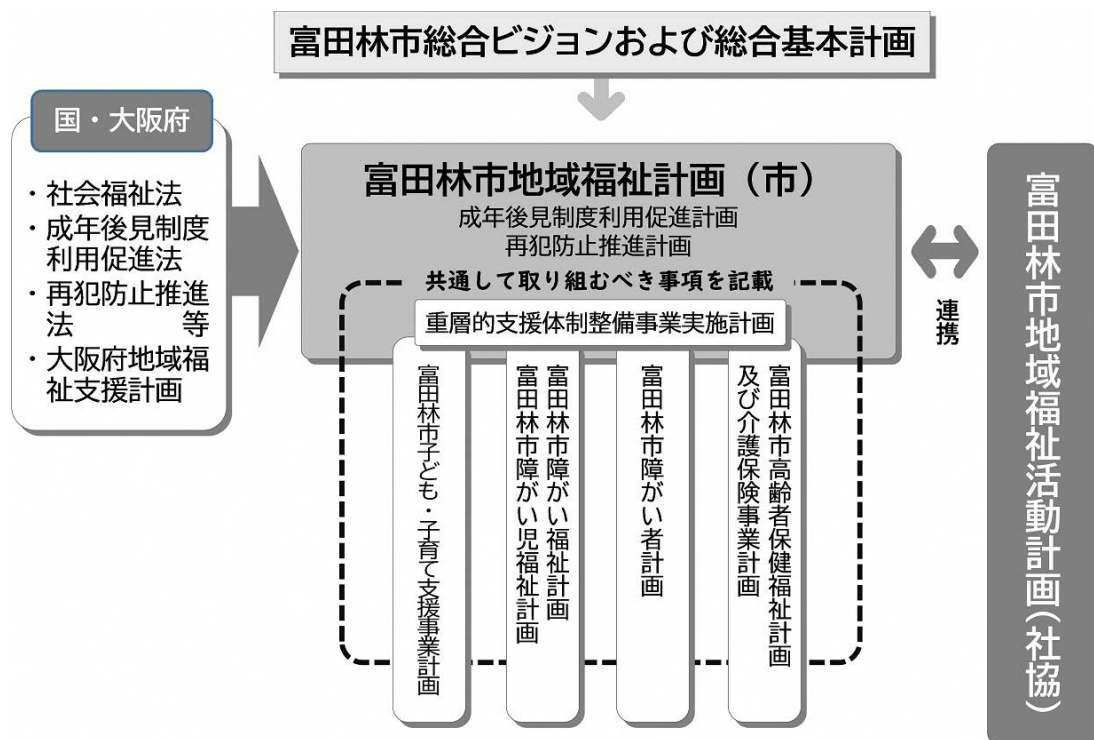 富田林市総合ビジョンおよび総合基本計画
国・大阪府
・社会福祉法
・成年後見制度
利用促進法
・再犯防止推進
法　　　等
・大阪府地域福
祉支援計画
富田林市地域福祉計画（市）
成年後見制度利用促進計画
再犯防止推進計画
共通して取り組むべき事項を記載
重層的支援体制整備事業実施計画
富田林市高齢者保健福祉計画
及び介護保険事業計画
富田林市障がい者計画
富田林市障がい福祉計画
富田林市障がい児福祉計画
富田林市子ども・子育て支援事業計画
連携
富田林市地域福祉活動計画（社協）